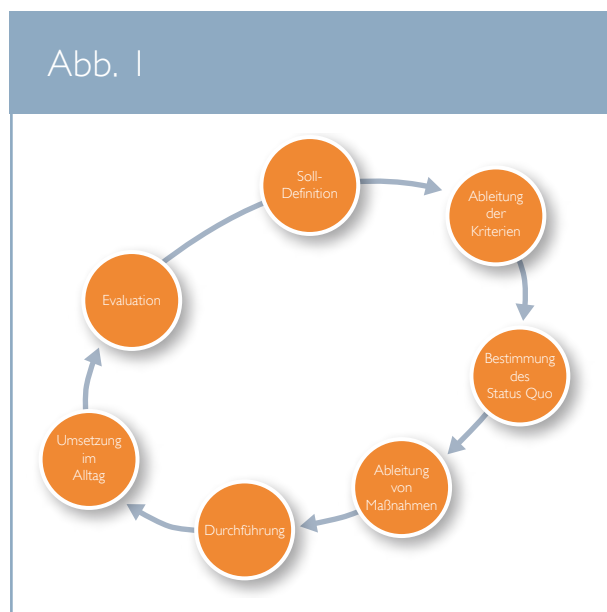 Abb. 1
Soll-
Definition
Ableitung
der
Kriterien
Bestimmung
des
Status Quo
Ableitung
von
Maßnahmen
Durchführung
Umsetzung
im
Alltag
Evaluation